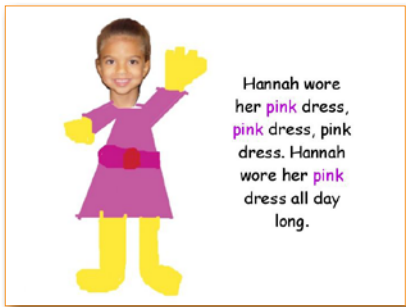 Hannah wore
her pink dress,
pink dress, pink
dress. Hannah
wore her pink
dress all day
long.